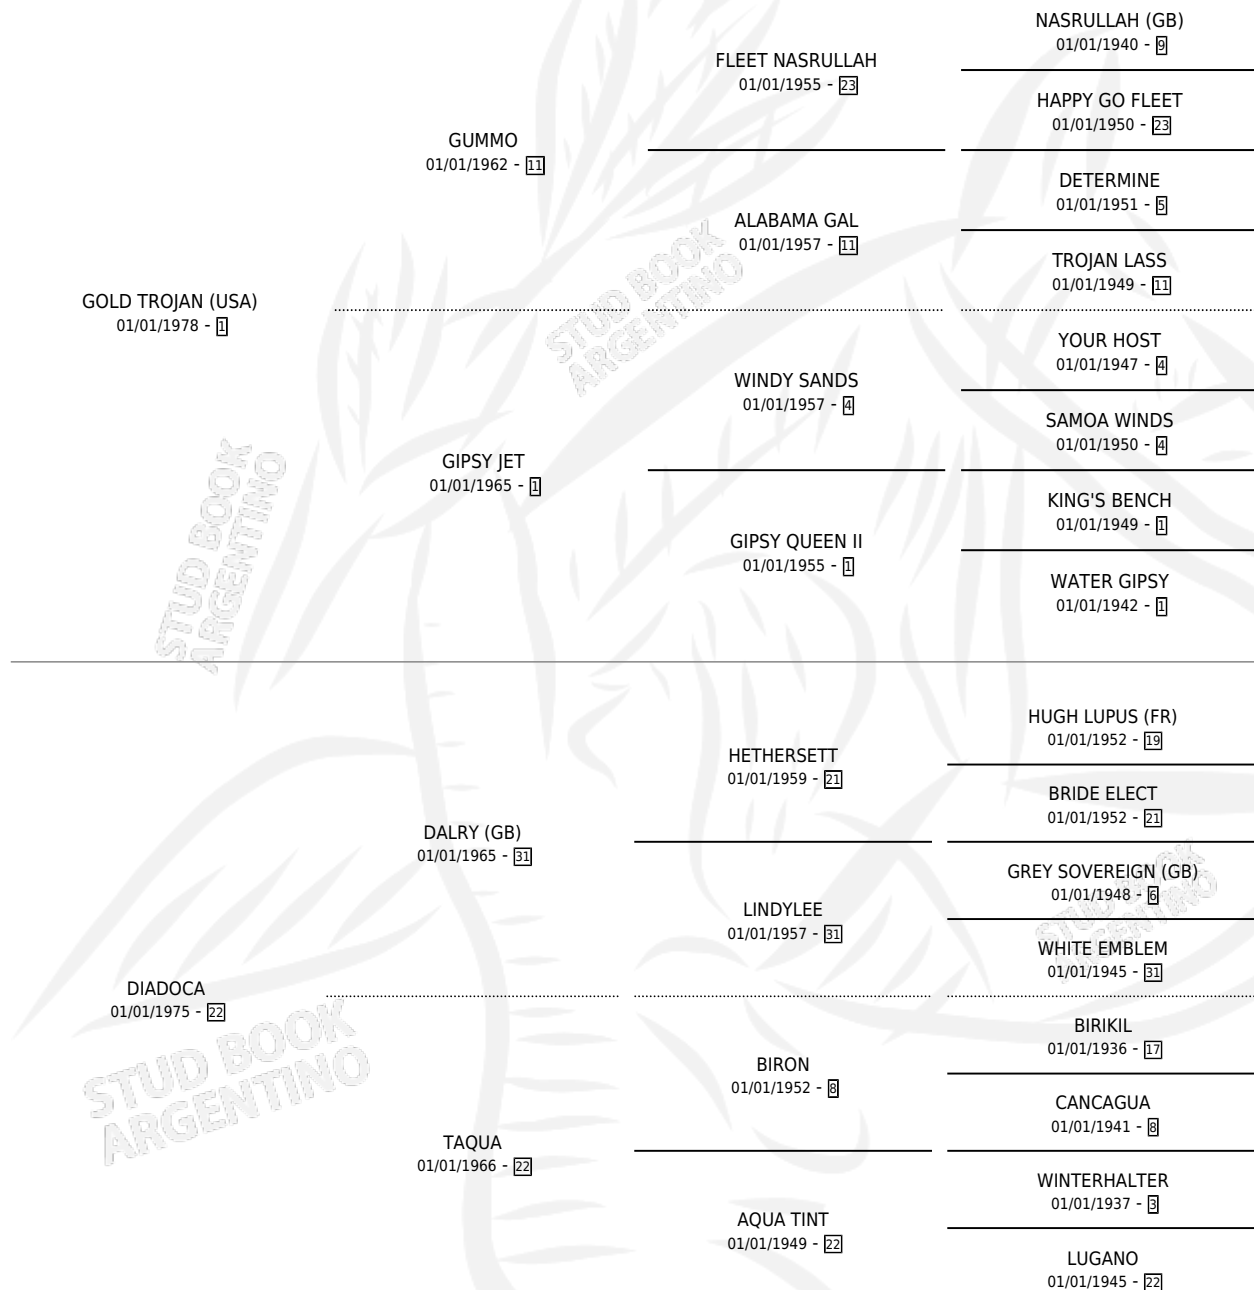 NASRULLAH (GB)
01/01/1940 - 9
FLEET NASRULLAH
01/01/1955 - 23
HAPPY GO FLEET
01/01/1950 - 23
GUMMO
01/01/1962 - 11
DETERMINE
01/01/1951 - 5
ALABAMA GAL
01/01/1957 - 11
TROJAN LASS
01/01/1949 - 11
GOLD TROJAN (USA)
01/01/1978 - 1
STUD BOOK
ARGENTINO
YOUR HOST
01/01/1947 - 4
WINDY SANDS
01/01/1957 - 4
SAMOA WINDS
01/01/1950 - 4
GIPSY JET
01/01/1965 - 1
KING'S BENCH
01/01/1949 - 1
GIPSY QUEEN II
01/01/1955 - 1
WATER GIPSY
01/01/1942 - 1
STUD BOOK
ARGENTINO
HUGH LUPUS (FR)
01/01/1952 - 19
HETHERSETT
01/01/1959 - 21
BRIDE ELECT
01/01/1952 - 21
DALRY (GB)
01/01/1965 - 31
GREY SOVEREIGN (GB)
01/01/1948 - 6
LINDYLEE
01/01/1957 - 31
WHITE EMBLEM
01/01/1945 - 31
STUD BOOK
ARGENTINO
DIADOCA
01/01/1975 - 22
BIRIKIL
01/01/1936 - 17
BIRON
01/01/1952 - 8
CANCAGUA
01/01/1941 - 8
STUD BOOK
ARGENTINO
TAQUA
01/01/1966 - 22
WINTERHALTER
01/01/1937 - 3
AQUA TINT
01/01/1949 - 22
LUGANO
01/01/1945 - 22